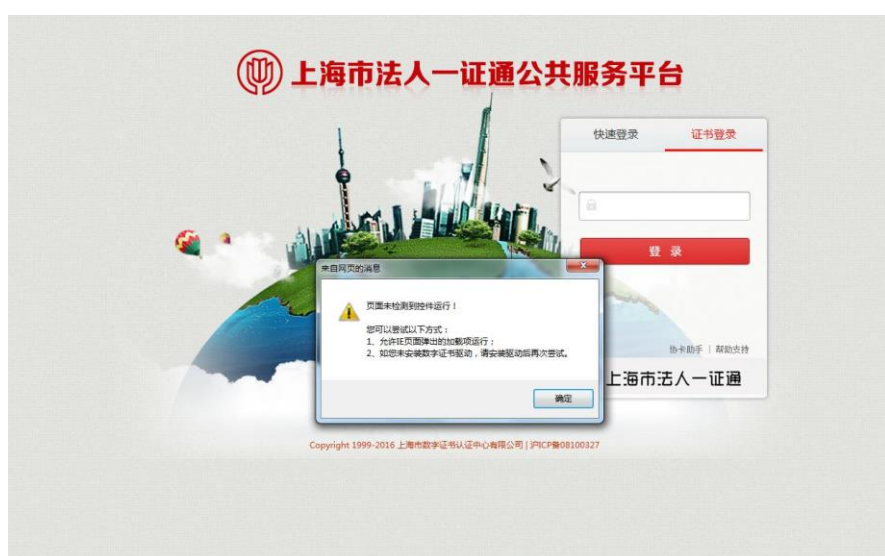 上海市法人一证通公共服务平台
快速登录 证书登录
登 录
来自网页的消息
页面未检测到控件运行！
您可以尝试以下方式：
1、允许IE页面弹出的加载项运行；
2、如您未安装数字证书驱动，请安装驱动后再次尝试。
确定
协卡助手 | 帮助支持
上海市法人一证通
Copyright 1999-2016 上海市数字证书认证中心有限公司 | 沪ICP备08100327